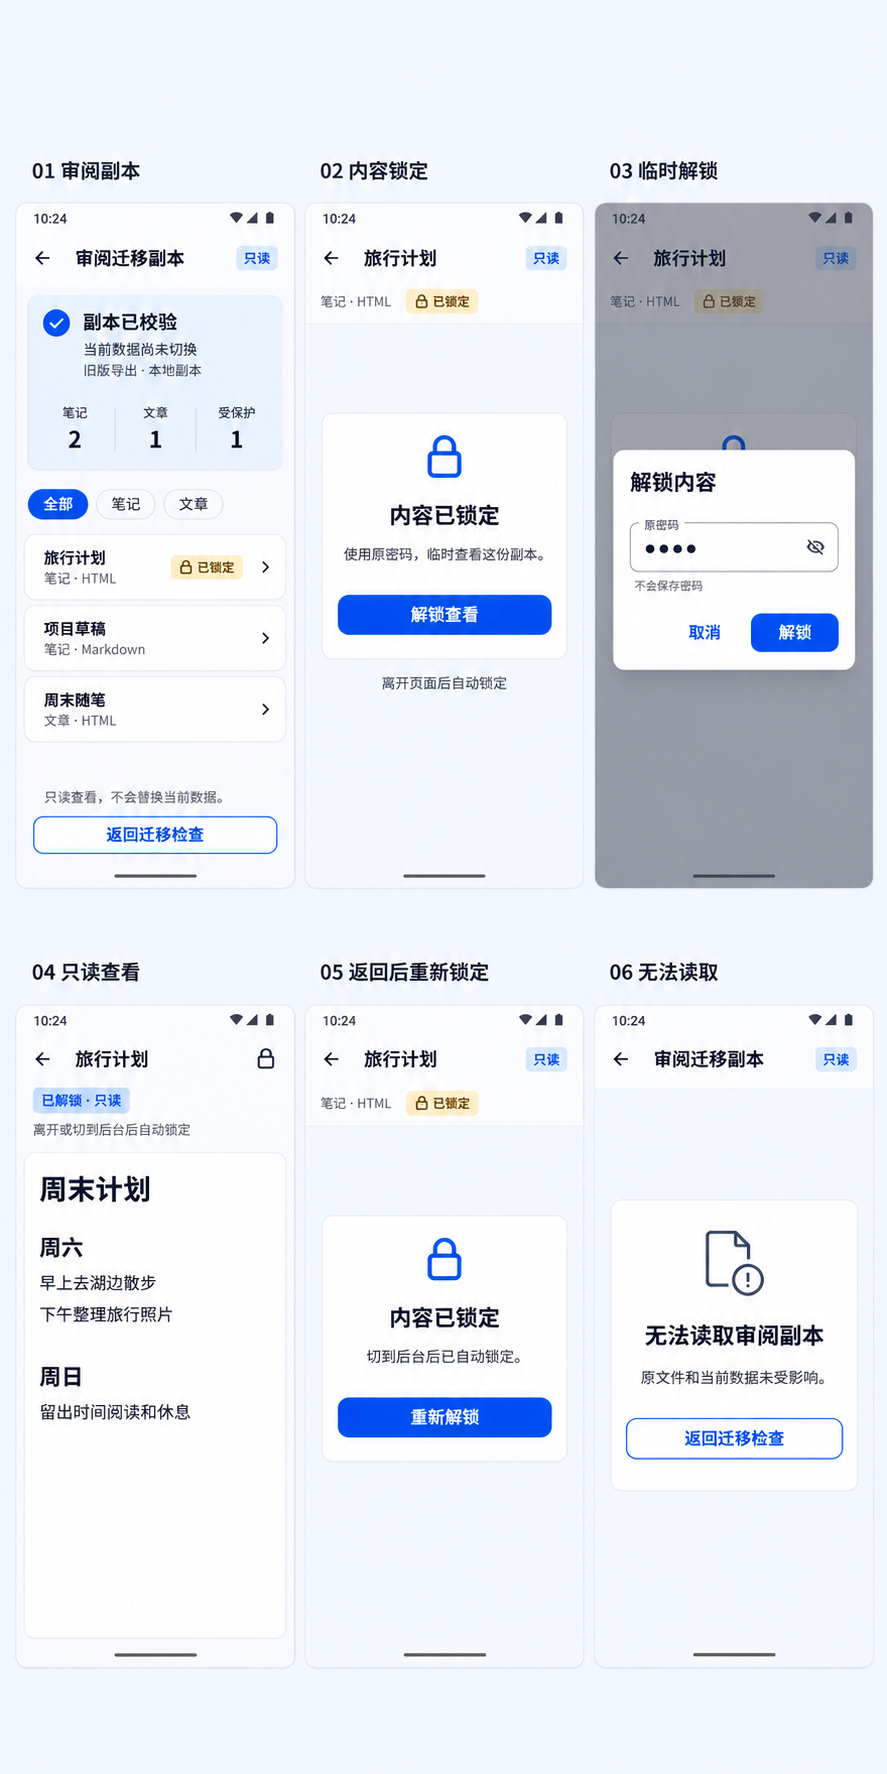 01 审阅副本
10:24
审阅迁移副本
只读
副本已校验
当前数据尚未切换
旧版导出 · 本地副本
笔记
文章
受保护
2
1
1
全部
笔记
文章
旅行计划
笔记 · HTML
已锁定
项目草稿
笔记 · Markdown
周末随笔
文章 · HTML
只读查看，不会替换当前数据。
返回迁移检查
02 内容锁定
10:24
旅行计划
只读
笔记 · HTML
已锁定
内容已锁定
使用原密码，临时查看这份副本。
解锁查看
离开页面后自动锁定
03 临时解锁
10:24
旅行计划
只读
笔记 · HTML
已锁定
解锁内容
原密码
不会保存密码
取消
解锁
04 只读查看
10:24
旅行计划
已解锁 · 只读
离开或切到后台后自动锁定
周末计划
周六
早上去湖边散步
下午整理旅行照片
周日
留出时间阅读和休息
05 返回后重新锁定
10:24
旅行计划
只读
笔记 · HTML
已锁定
内容已锁定
切到后台后已自动锁定。
重新解锁
06 无法读取
10:24
审阅迁移副本
只读
无法读取审阅副本
原文件和当前数据未受影响。
返回迁移检查